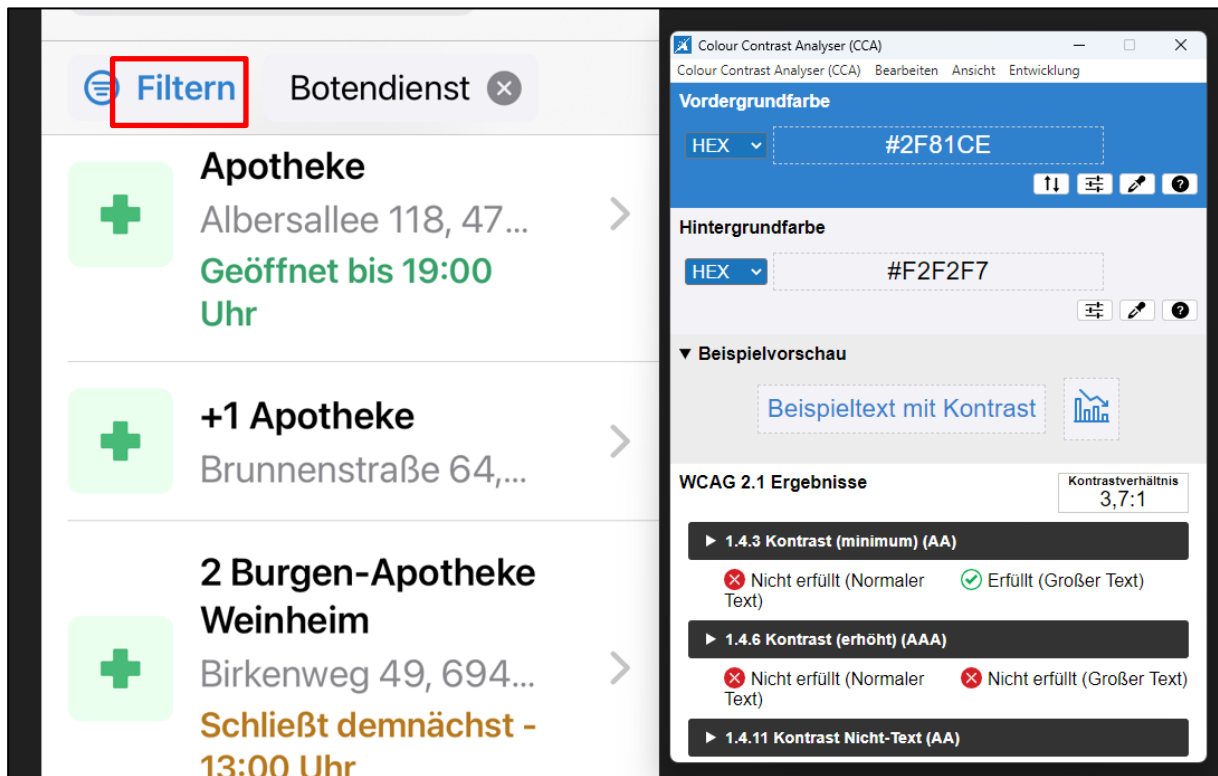 Filtern
Botendienst
Apotheke
Albersallee 118, 47...
Geöffnet bis 19:00
Uhr
+1 Apotheke
Brunnenstraße 64,...
2 Burgen-Apotheke
Weinheim
Birkenweg 49, 694...
Schließt demnächst -
13:00 Uhr
Colour Contrast Analyser (CCA)
Colour Contrast Analyser (CCA) Bearbeiten Ansicht Entwicklung
Vordergrundfarbe
HEX #2F81CE
Hintergrundfarbe
HEX #F2F2F7
▼ Beispielvorschau
Beispieltext mit Kontrast
WCAG 2.1 Ergebnisse
Kontrastverhältnis
3,7:1
▶ 1.4.3 Kontrast (minimum) (AA)
Nicht erfüllt (Normaler
Text)
Erfüllt (Großer Text)
▶ 1.4.6 Kontrast (erhöht) (AAA)
Nicht erfüllt (Normaler
Text)
Nicht erfüllt (Großer Text)
▶ 1.4.11 Kontrast Nicht-Text (AA)